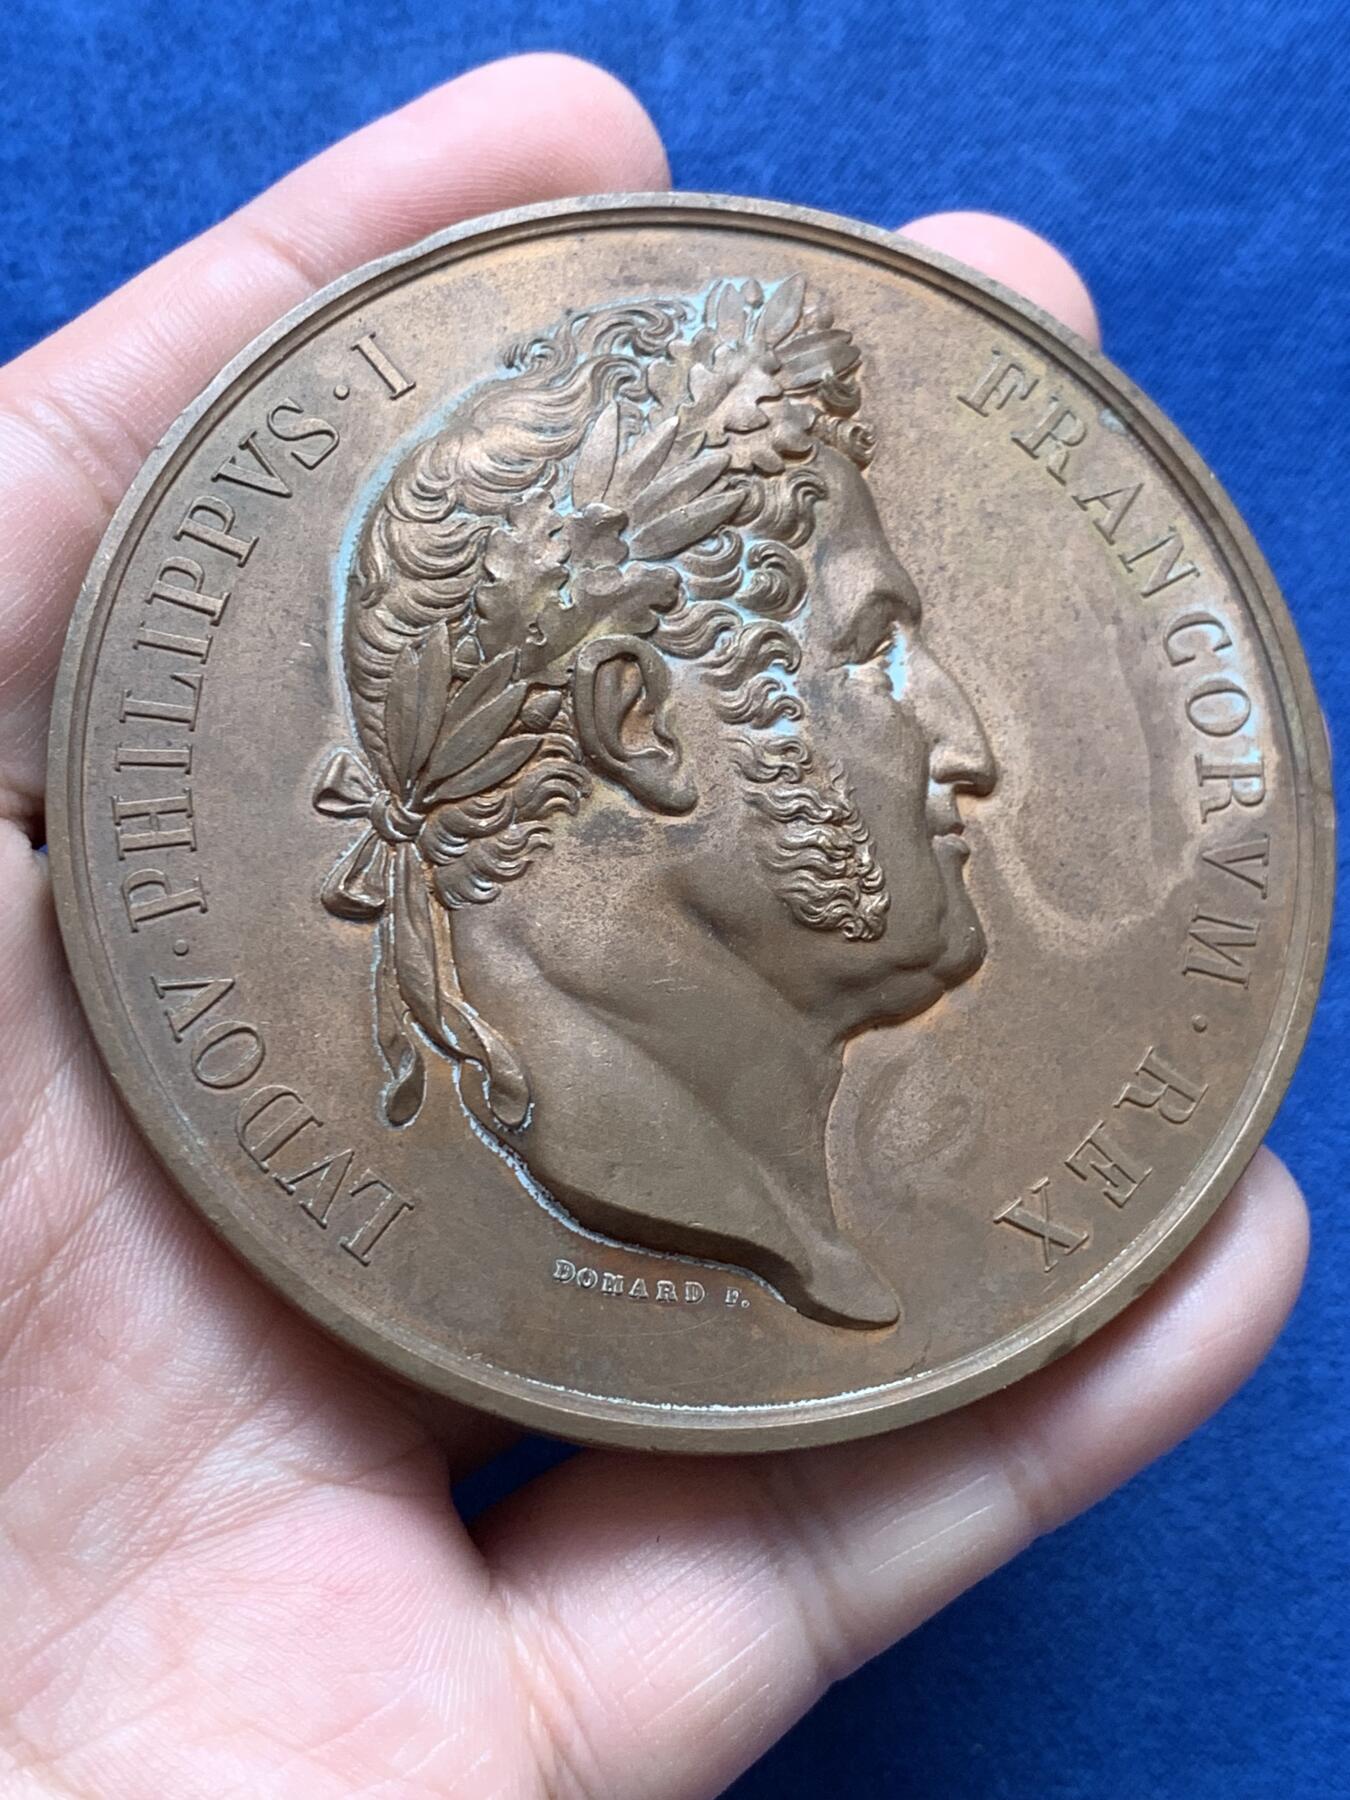 LVDOV · PHILIPPVS · I
FRANCORVM · REX
DOMARD F.